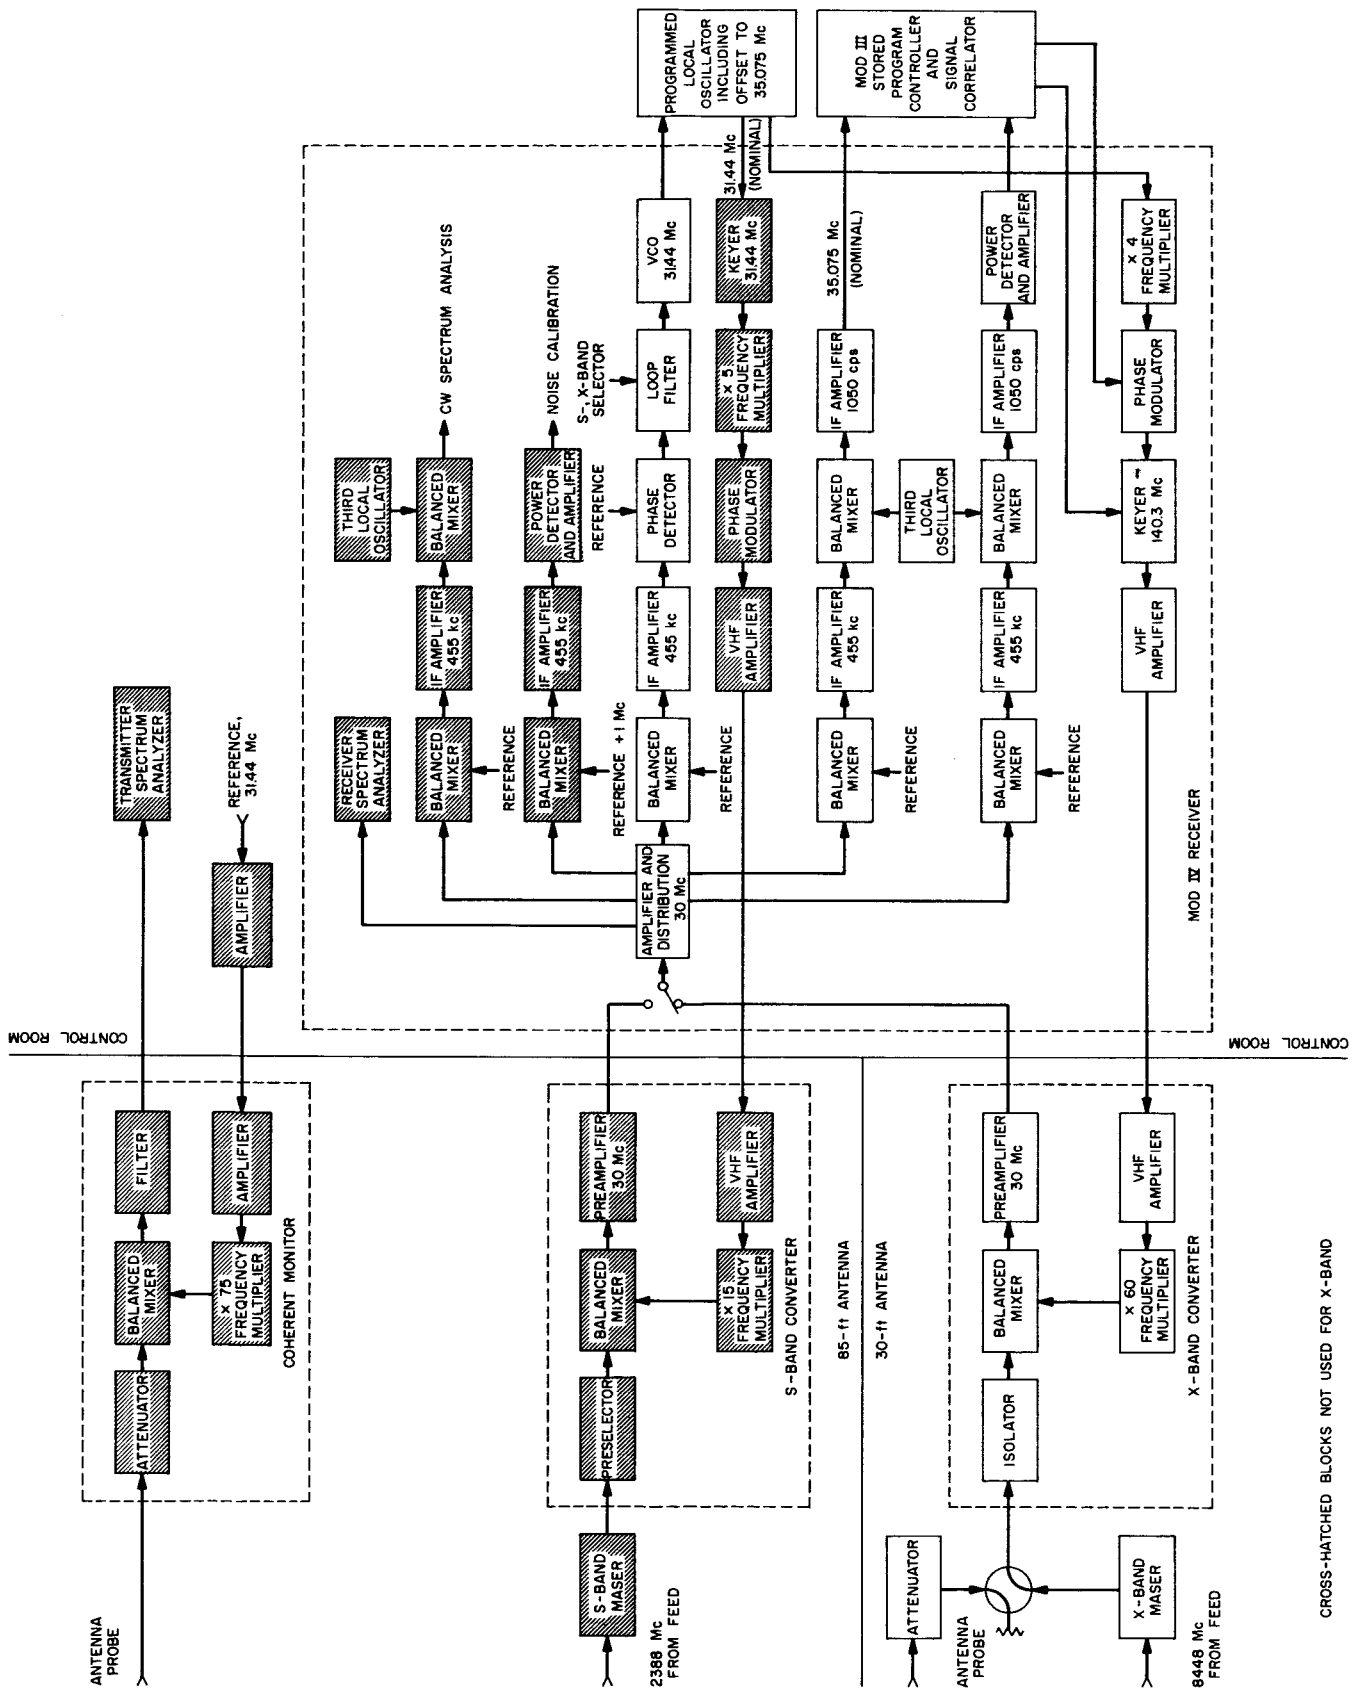 ANTENNA
PROBE
ATTENUATOR
BALANCED
MIXER
FILTER
× 75
FREQUENCY
MULTIPLIER
AMPLIFIER
COHERENT MONITOR
CONTROL ROOM
TRANSMITTER
SPECTRUM
ANALYZER
AMPLIFIER
REFERENCE,
31.44 Mc
2388 Mc
FROM FEED
S-BAND
MASER
PRESELECTOR
BALANCED
MIXER
PREAMPLIFIER
30 Mc
× 15
FREQUENCY
MULTIPLIER
VHF
AMPLIFIER
S-BAND CONVERTER
85-ft ANTENNA
30-ft ANTENNA
ATTENUATOR
ANTENNA
PROBE
X-BAND
MASER
8448 Mc
FROM FEED
ISOLATOR
BALANCED
MIXER
PREAMPLIFIER
30 Mc
× 60
FREQUENCY
MULTIPLIER
VHF
AMPLIFIER
X-BAND CONVERTER
CONTROL ROOM
AMPLIFIER AND
DISTRIBUTION
30 Mc
RECEIVER
SPECTRUM
ANALYZER
THIRD
LOCAL
OSCILLATOR
BALANCED
MIXER
REFERENCE
IF AMPLIFIER
455 kc
BALANCED
MIXER
CW SPECTRUM ANALYSIS
BALANCED
MIXER
REFERENCE +1 Mc
IF AMPLIFIER
455 kc
POWER
DETECTOR
AND AMPLIFIER
NOISE CALIBRATION
BALANCED
MIXER
REFERENCE
IF AMPLIFIER
455 kc
REFERENCE
PHASE
DETECTOR
S-, X-BAND
SELECTOR
LOOP
FILTER
VCO
31.44 Mc
PROGRAMMED
LOCAL
OSCILLATOR
INCLUDING
OFFSET TO
35.075 Mc
31.44 Mc
(NOMINAL)
VHF
AMPLIFIER
PHASE
MODULATOR
× 5
FREQUENCY
MULTIPLIER
KEYER
31.44 Mc
BALANCED
MIXER
REFERENCE
IF AMPLIFIER
455 kc
BALANCED
MIXER
IF AMPLIFIER
1050 cps
35.075 Mc
(NOMINAL)
MOD III
STORED
PROGRAM
CONTROLLER
AND
SIGNAL
CORRELATOR
THIRD
LOCAL
OSCILLATOR
BALANCED
MIXER
REFERENCE
IF AMPLIFIER
455 kc
BALANCED
MIXER
IF AMPLIFIER
1050 cps
POWER
DETECTOR
AND AMPLIFIER
VHF
AMPLIFIER
KEYER ~
140.3 Mc
PHASE
MODULATOR
× 4
FREQUENCY
MULTIPLIER
MOD IV RECEIVER
CROSS-HATCHED BLOCKS NOT USED FOR X-BAND